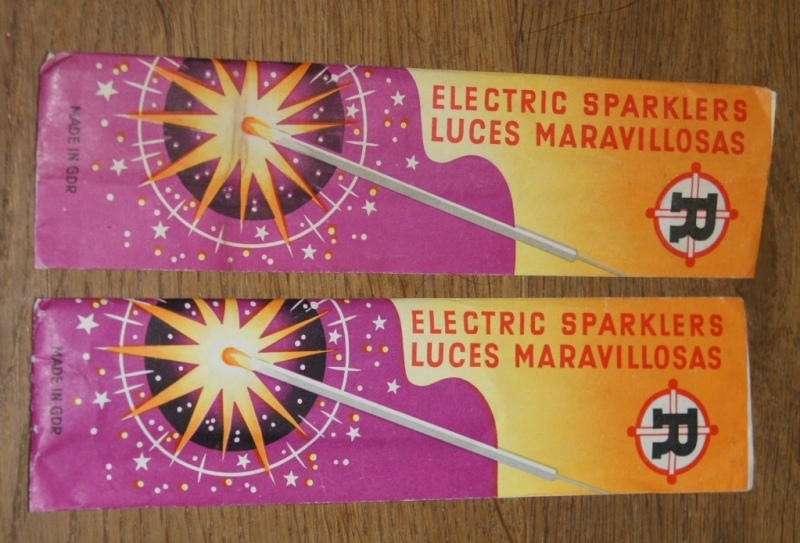 MADE IN GDR
ELECTRIC SPARKLERS
LUCES MARAVILLOSAS
R
MADE IN GDR
ELECTRIC SPARKLERS
LUCES MARAVILLOSAS
R